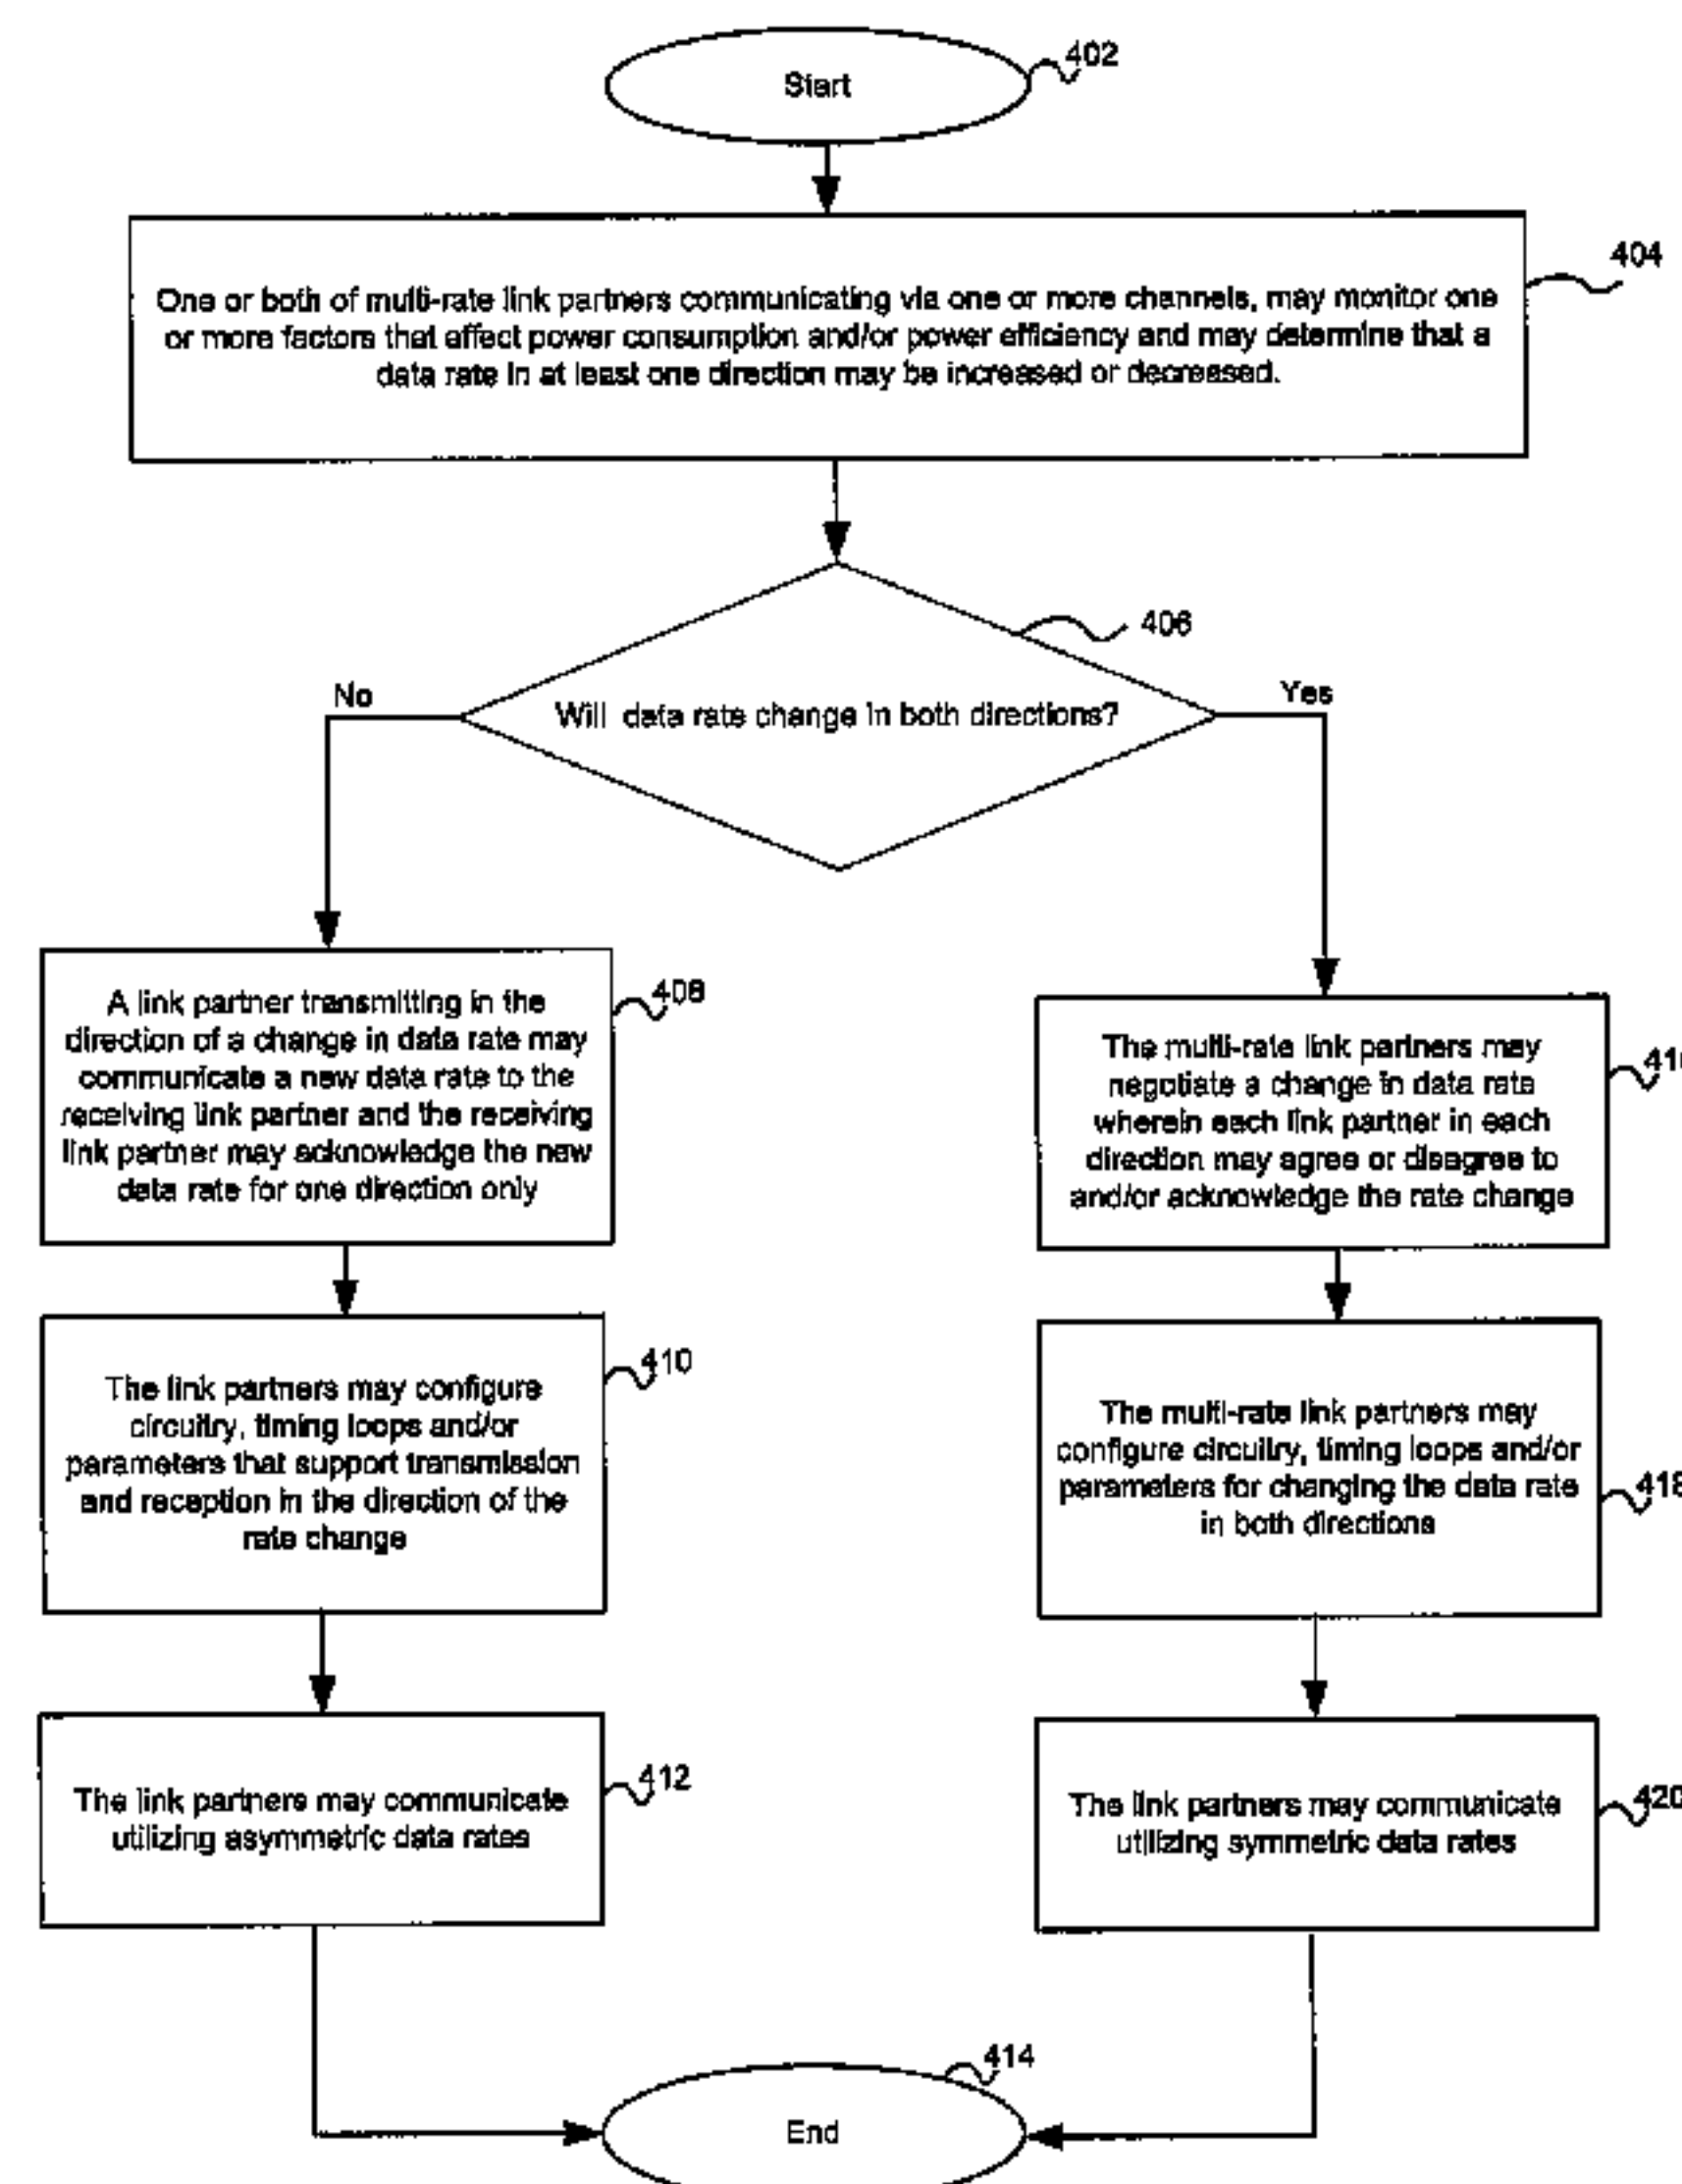 402
Start
404
One or both of multi-rate link partners communicating via one or more channels, may monitor one
or more factors that affect power consumption and/or power efficiency and may determine that a
data rate in at least one direction may be increased or decreased.
406
No
Yes
Will data rate change in both directions?
408
A link partner transmitting in the
direction of a change in data rate may
communicate a new data rate to the
receiving link partner and the receiving
link partner may acknowledge the new
data rate for one direction only
The multi-rate link partners may
negotiate a change in data rate
wherein each link partner in each
direction may agree or disagree to
and/or acknowledge the rate change
410
The link partners may configure
circuitry, timing loops and/or
parameters that support transmission
and reception in the direction of the
rate change
The multi-rate link partners may
configure circuitry, timing loops and/or
parameters for changing the data rate
in both directions
418
412
The link partners may communicate
utilizing asymmetric data rates
420
The link partners may communicate
utilizing symmetric data rates
414
End